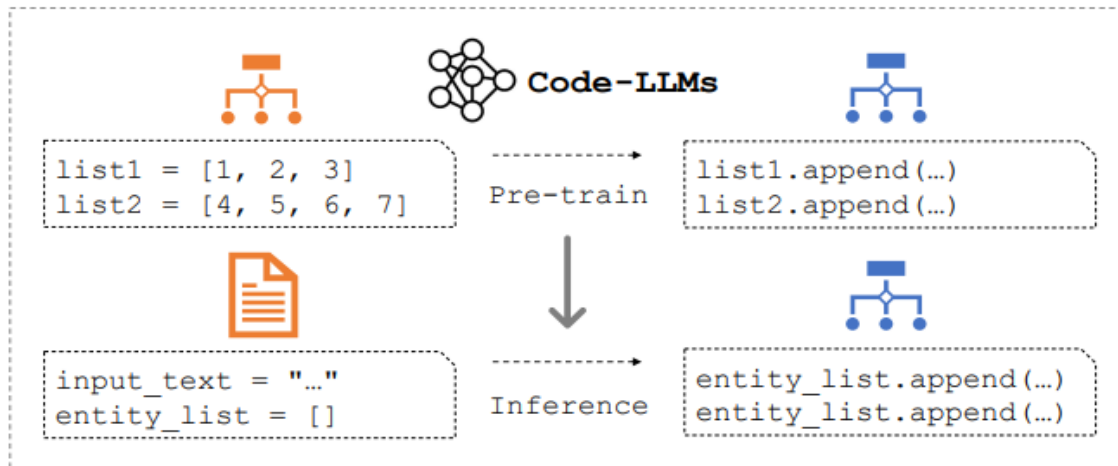 Code-LLMs
list1 = [1, 2, 3]
list2 = [4, 5, 6, 7]
Pre-train
list1.append(…)
list2.append(…)
input_text = "…"
entity_list = []
Inference
entity_list.append(…)
entity_list.append(…)